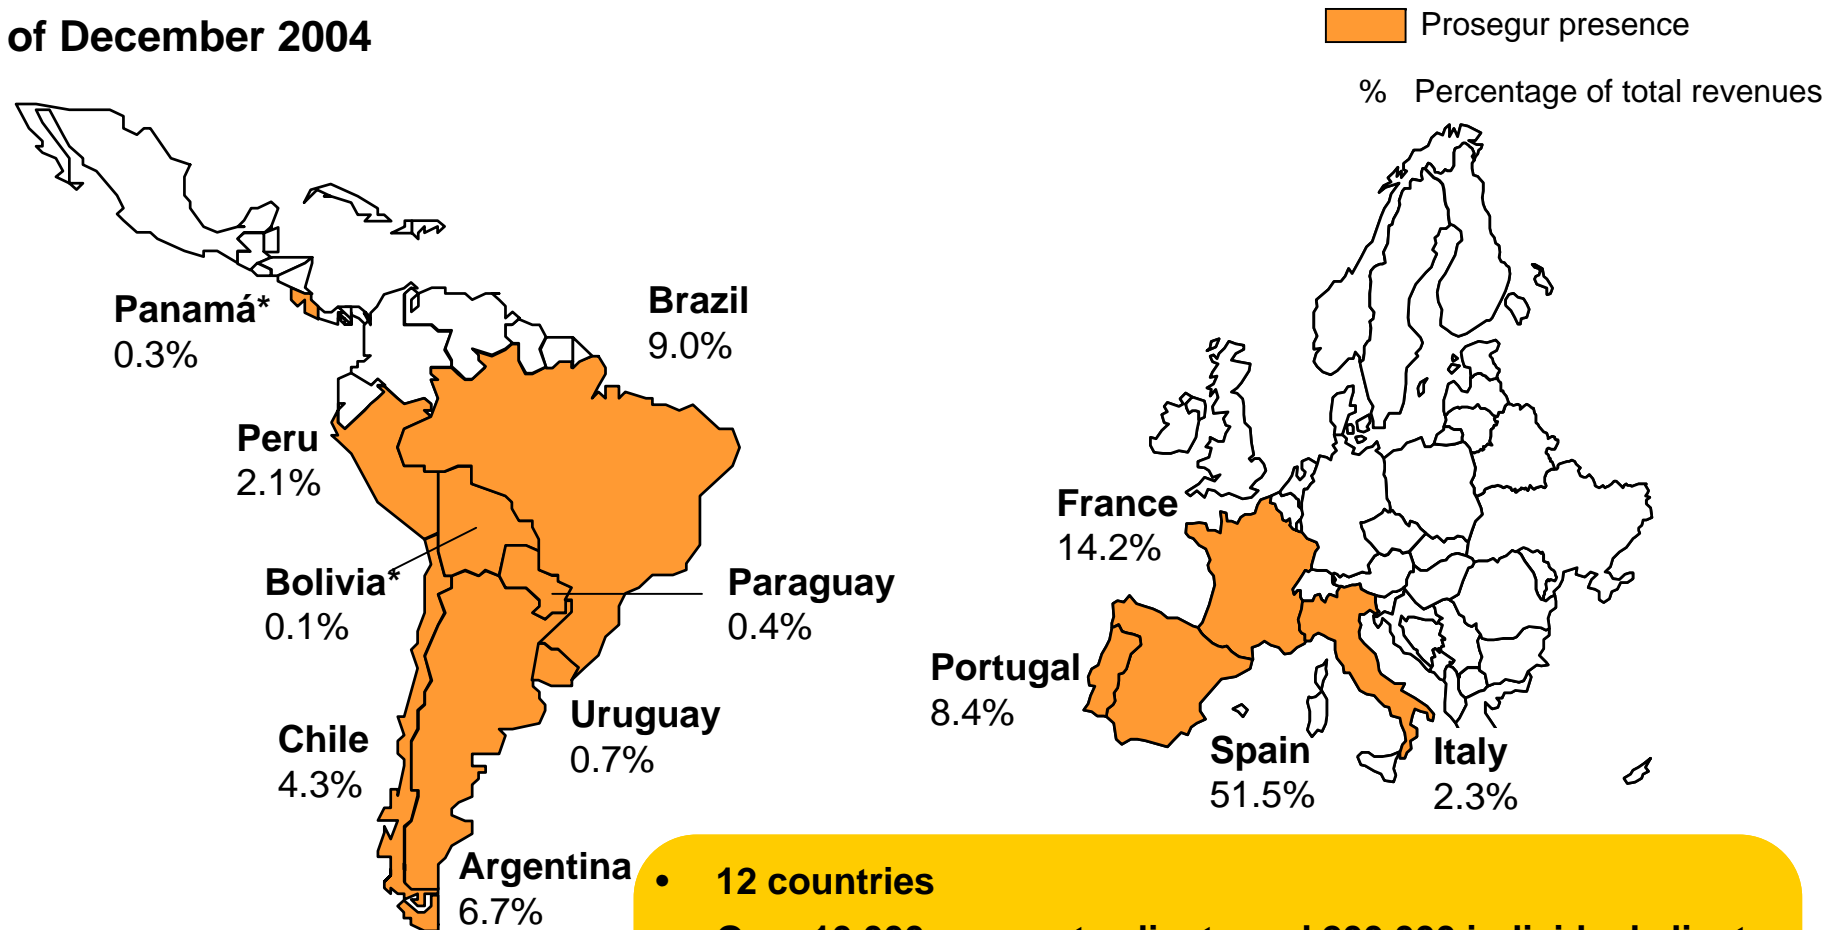 of December 2004
Prosegur presence
% Percentage of total revenues
Panamá*
0.3%
Brazil
9.0%
Peru
2.1%
Bolivia*
0.1%
Paraguay
0.4%
Uruguay
0.7%
Chile
4.3%
Argentina
6.7%
France
14.2%
Portugal
8.4%
Spain
51.5%
Italy
2.3%
• 12 countries